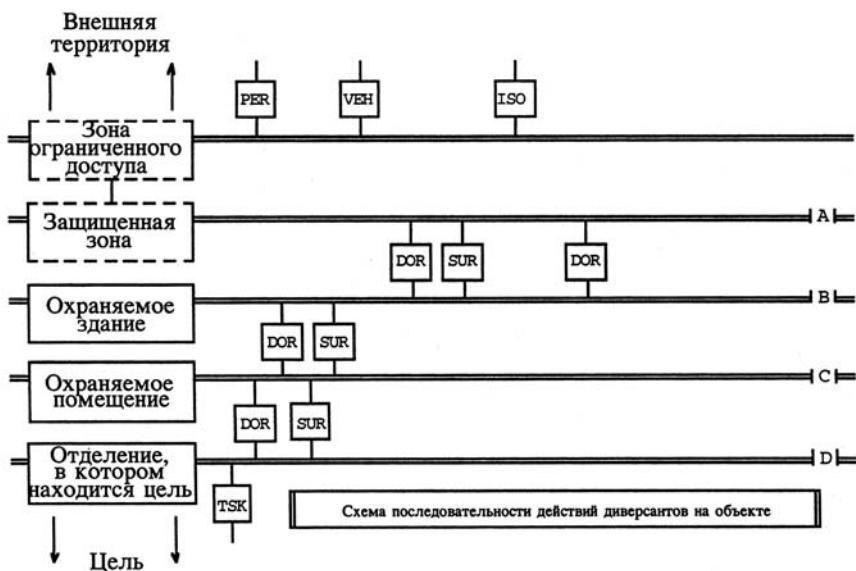 Внешняя
территория
PER
VEH
ISO
Зона
ограниченного
доступа
Защищенная
зона
A
DOR
SUR
DOR
Охраняемое
здание
B
DOR
SUR
Охраняемое
помещение
C
DOR
SUR
Отделение,
в котором
находится цель
D
TSK
Схема последовательности действий диверсантов на объекте
Цель